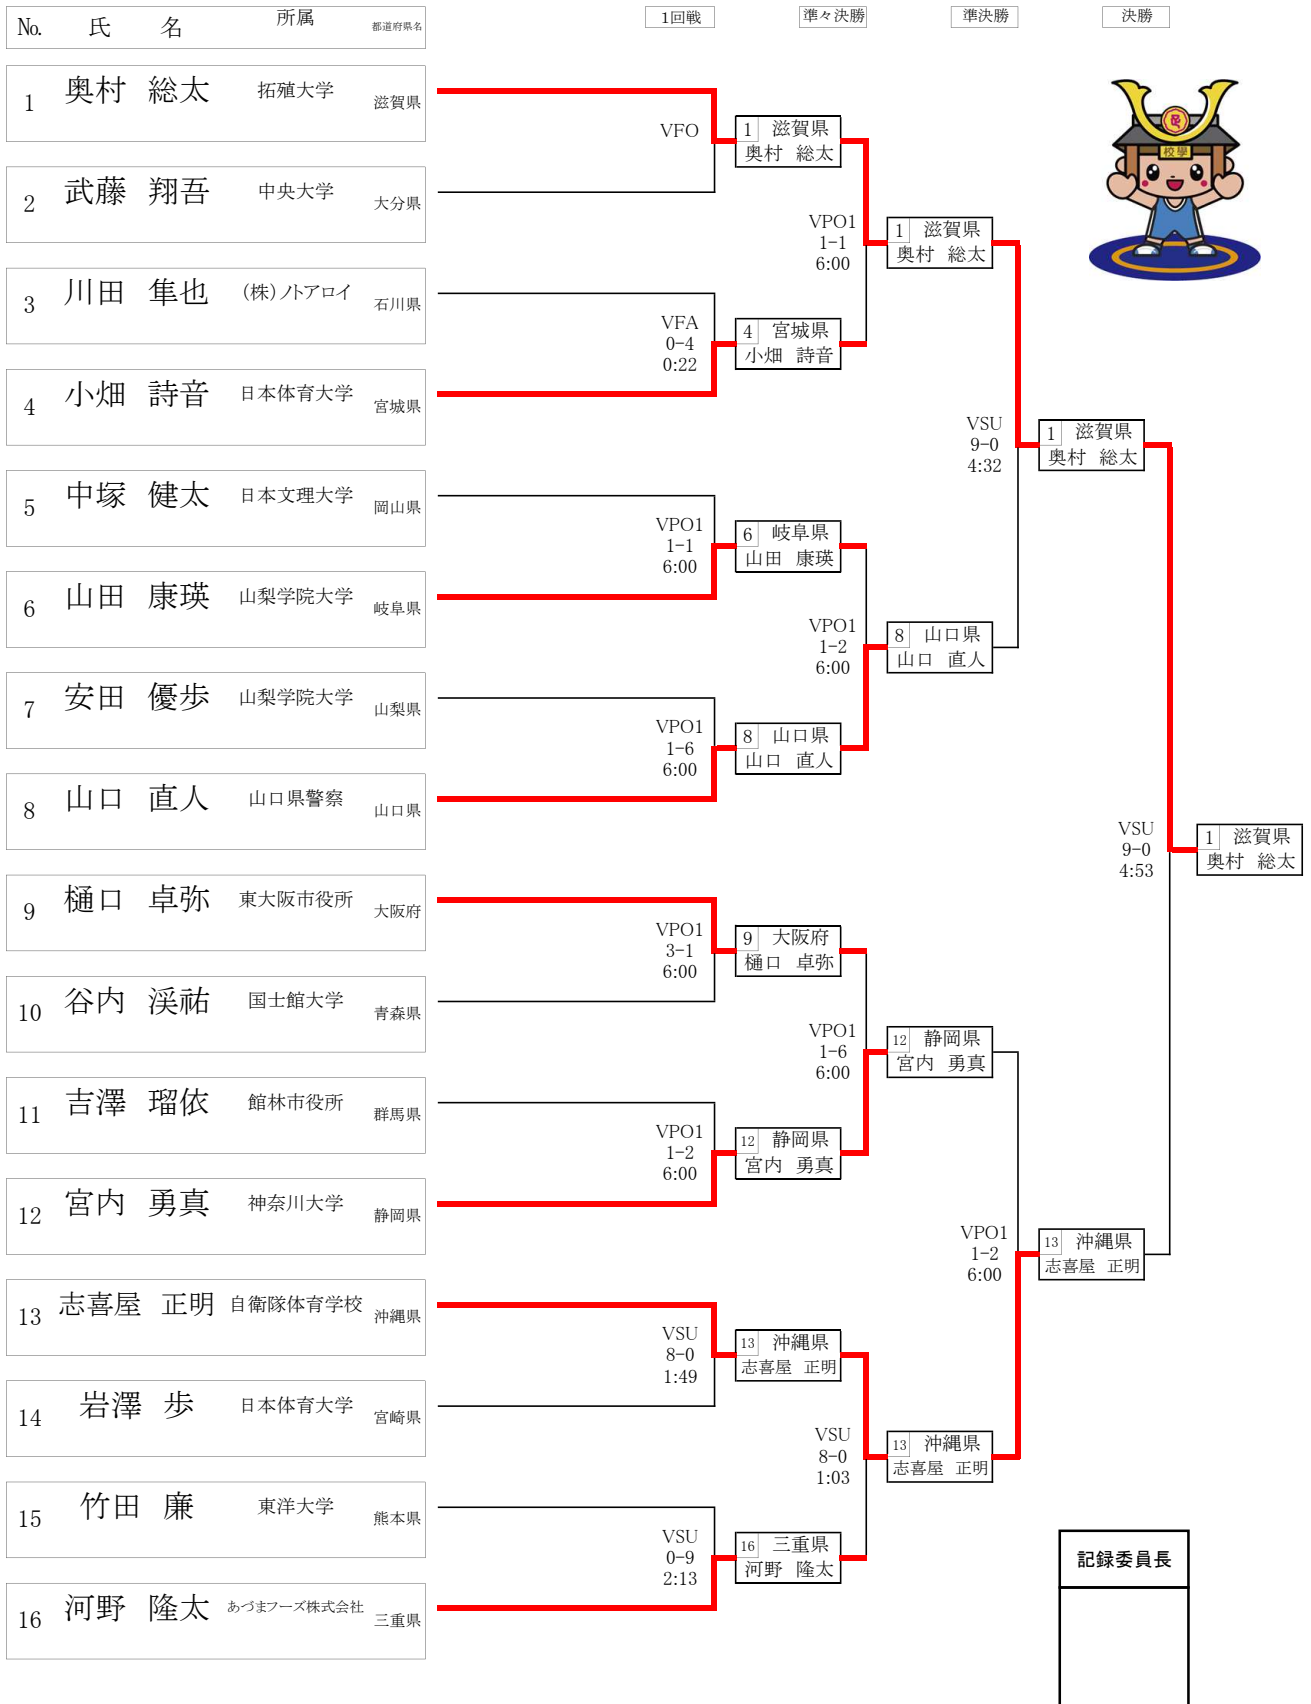 No. 氏 名 所属 都道府県名 1回戦 準々決勝 準決勝 決勝
1 奥村 総太 拓殖大学 滋賀県
VFO
1 滋賀県
奥村 総太
校學
2 武藤 翔吾 中央大学 大分県
VPO1
1-1
6:00
1 滋賀県
奥村 総太
3 川田 隼也 (株)ノトアロイ 石川県
VFA
0-4
0:22
4 宮城県
小畑 詩音
4 小畑 詩音 日本体育大学 宮城県
VSU
9-0
4:32
1 滋賀県
奥村 総太
5 中塚 健太 日本文理大学 岡山県
VPO1
1-1
6:00
6 岐阜県
山田 康瑛
6 山田 康瑛 山梨学院大学 岐阜県
VPO1
1-2
6:00
8 山口県
山口 直人
7 安田 優歩 山梨学院大学 山梨県
VPO1
1-6
6:00
8 山口県
山口 直人
8 山口 直人 山口県警察 山口県
VSU
9-0
4:53
1 滋賀県
奥村 総太
9 樋口 卓弥 東大阪市役所 大阪府
VPO1
3-1
6:00
9 大阪府
樋口 卓弥
10 谷内 渓祐 国士館大学 青森県
VPO1
1-6
6:00
12 静岡県
宮内 勇真
11 吉澤 瑠依 館林市役所 群馬県
VPO1
1-2
6:00
12 静岡県
宮内 勇真
12 宮内 勇真 神奈川大学 静岡県
VPO1
1-2
6:00
13 沖縄県
志喜屋 正明
13 志喜屋 正明 自衛隊体育学校 沖縄県
VSU
8-0
1:49
13 沖縄県
志喜屋 正明
14 岩澤 歩 日本体育大学 宮崎県
VSU
8-0
1:03
13 沖縄県
志喜屋 正明
15 竹田 廉 東洋大学 熊本県
VSU
0-9
2:13
16 三重県
河野 隆太
16 河野 隆太 あづまフーズ株式会社 三重県
記録委員長